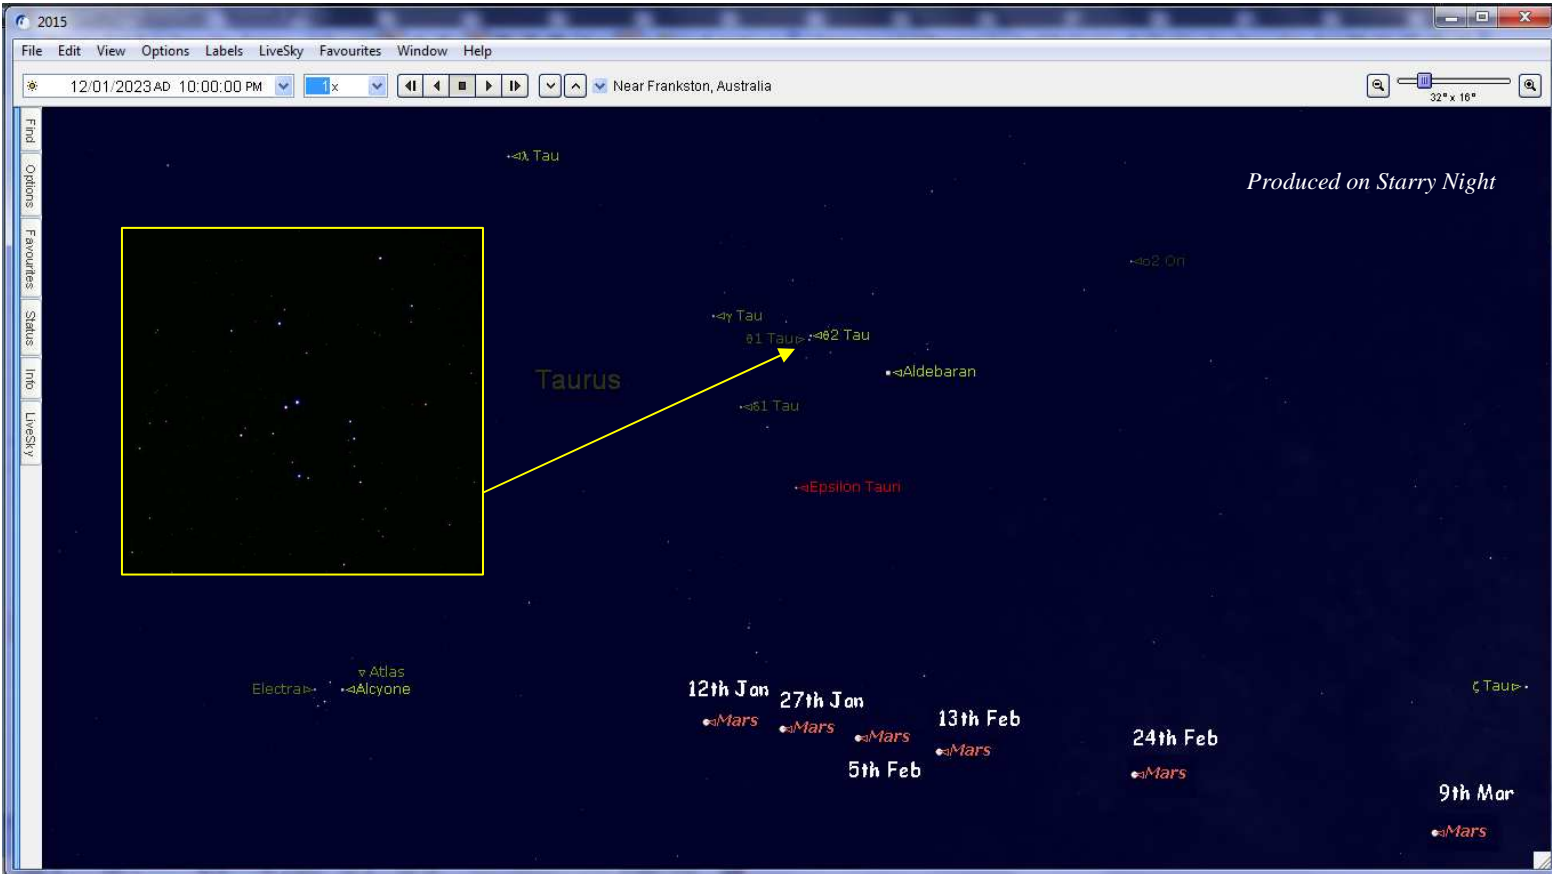 2015
File Edit View Options Labels LiveSky Favourites Window Help
12/01/2023 AD 10:00:00 PM 1 x Near Frankston, Australia 32° x 16°
Find
Options
Favourites
Status
Info
LiveSky
λ Tau
Produced on Starry Night
ο2 Ori
γ Tau
θ1 Tau θ2 Tau
Aldebaran
Taurus
δ1 Tau
Epsilon Tauri
Atlas
Electra Alcyone
ζ Tau
12th Jan
27th Jan
13th Feb
24th Feb
Mars Mars Mars Mars Mars
5th Feb
9th Mar
Mars